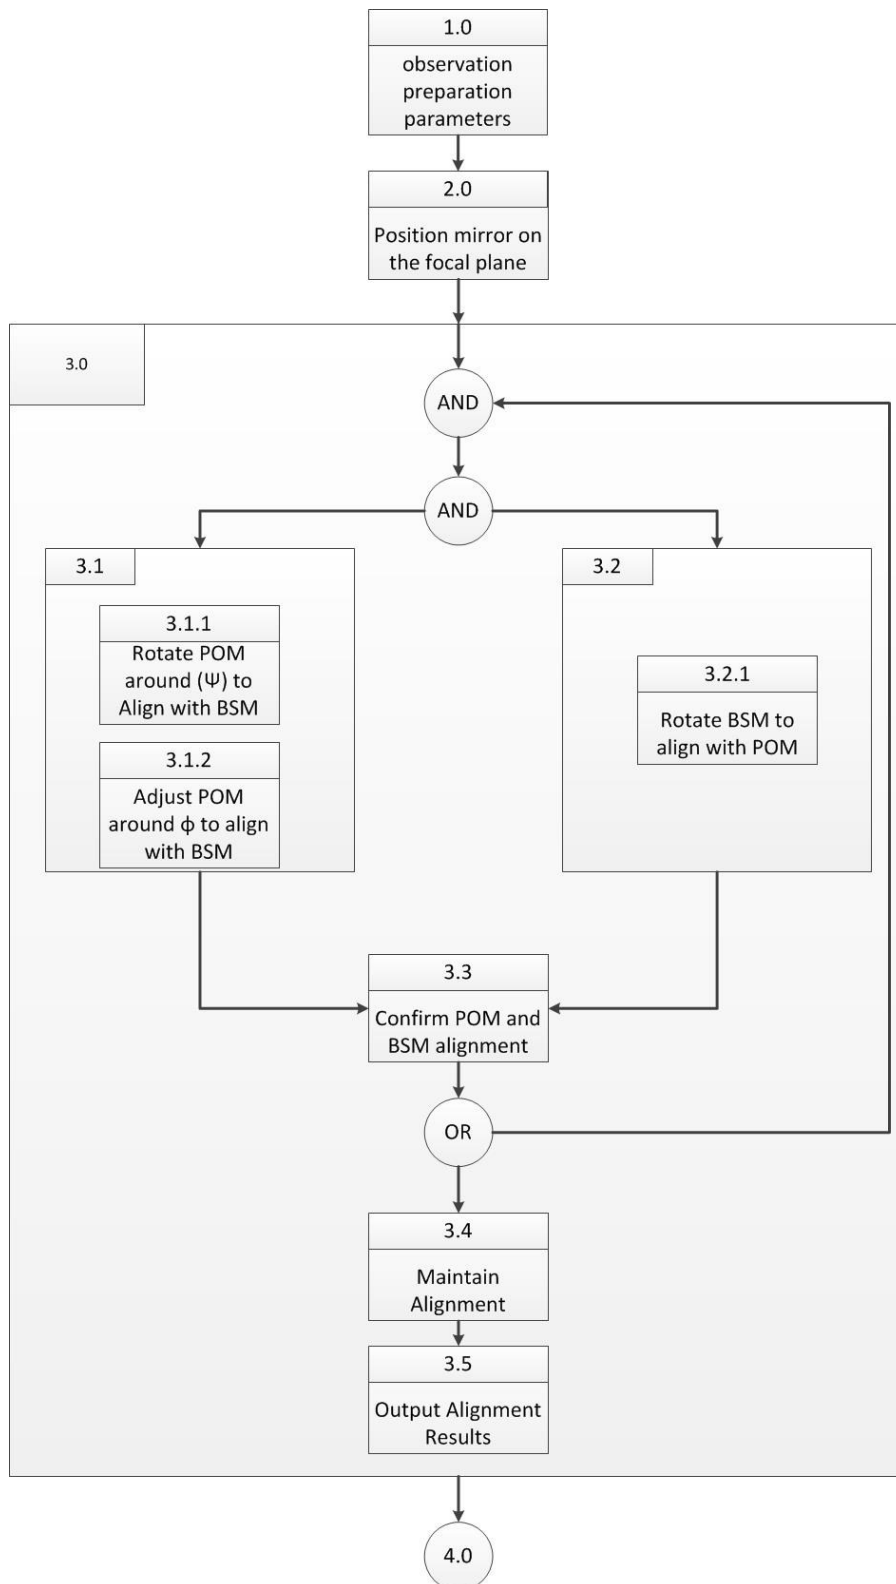 1.0
observation
preparation
parameters
2.0
Position mirror on
the focal plane
3.0
AND
AND
3.1
3.1.1
Rotate POM
around (Ψ) to
Align with BSM
3.1.2
Adjust POM
around ϕ to align
with BSM
3.2
3.2.1
Rotate BSM to
align with POM
3.3
Confirm POM and
BSM alignment
OR
3.4
Maintain
Alignment
3.5
Output Alignment
Results
4.0